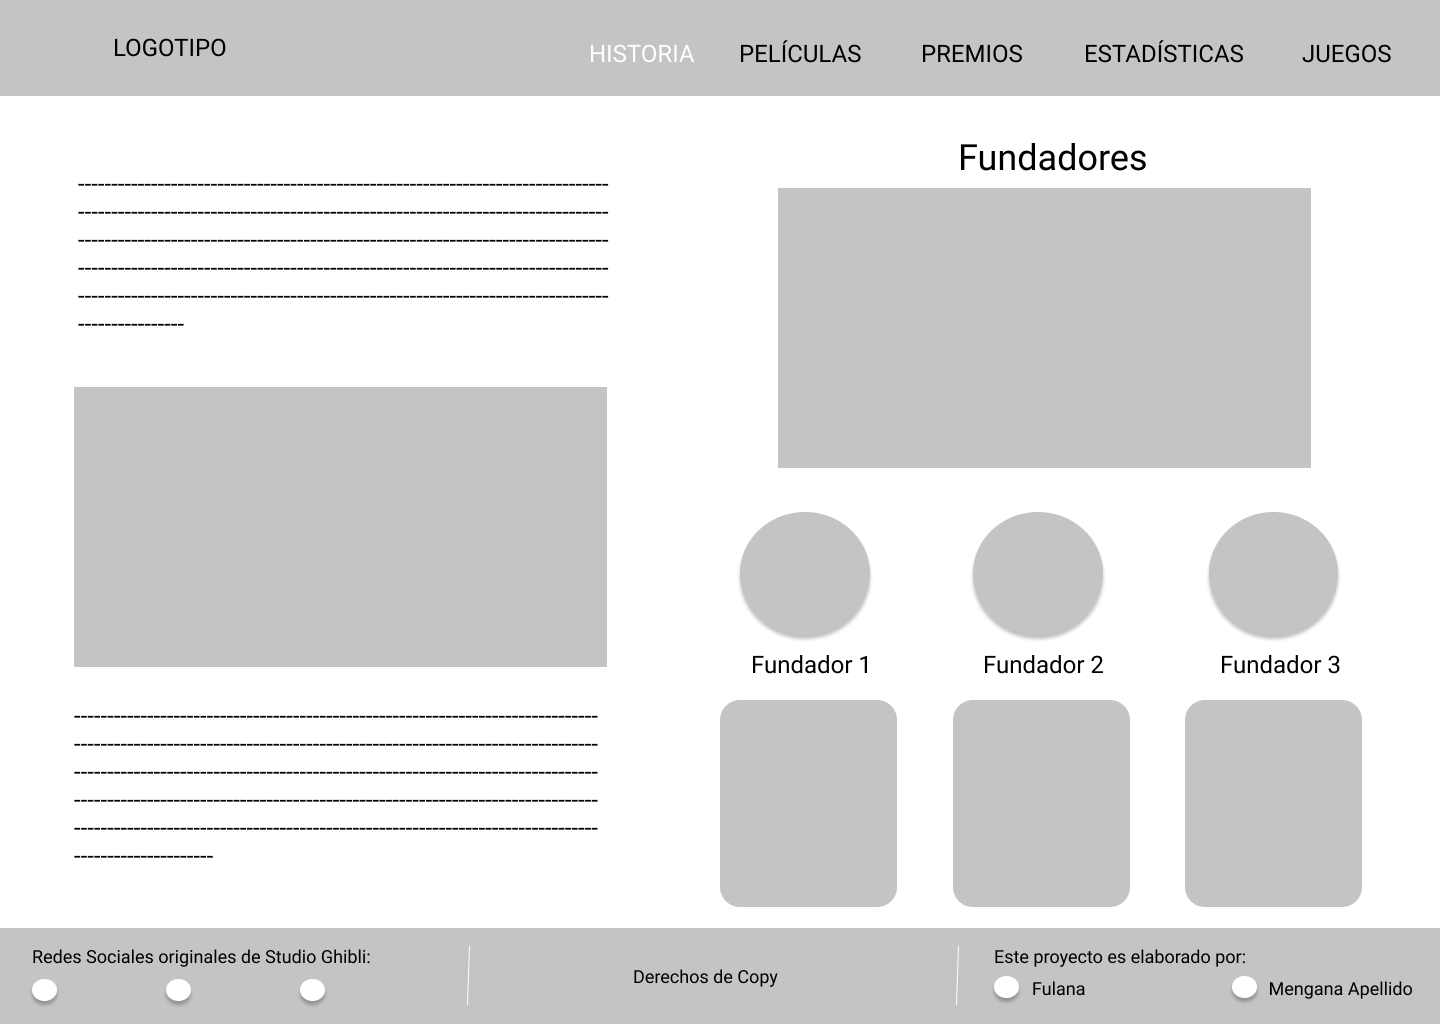 LOGOTIPO
HISTORIA PELÍCULAS PREMIOS ESTADÍSTICAS JUEGOS
Fundadores
Fundador 1 Fundador 2 Fundador 3
Redes Sociales originales de Studio Ghibli:
Derechos de Copy
Este proyecto es elaborado por:
Fulana Mengana Apellido